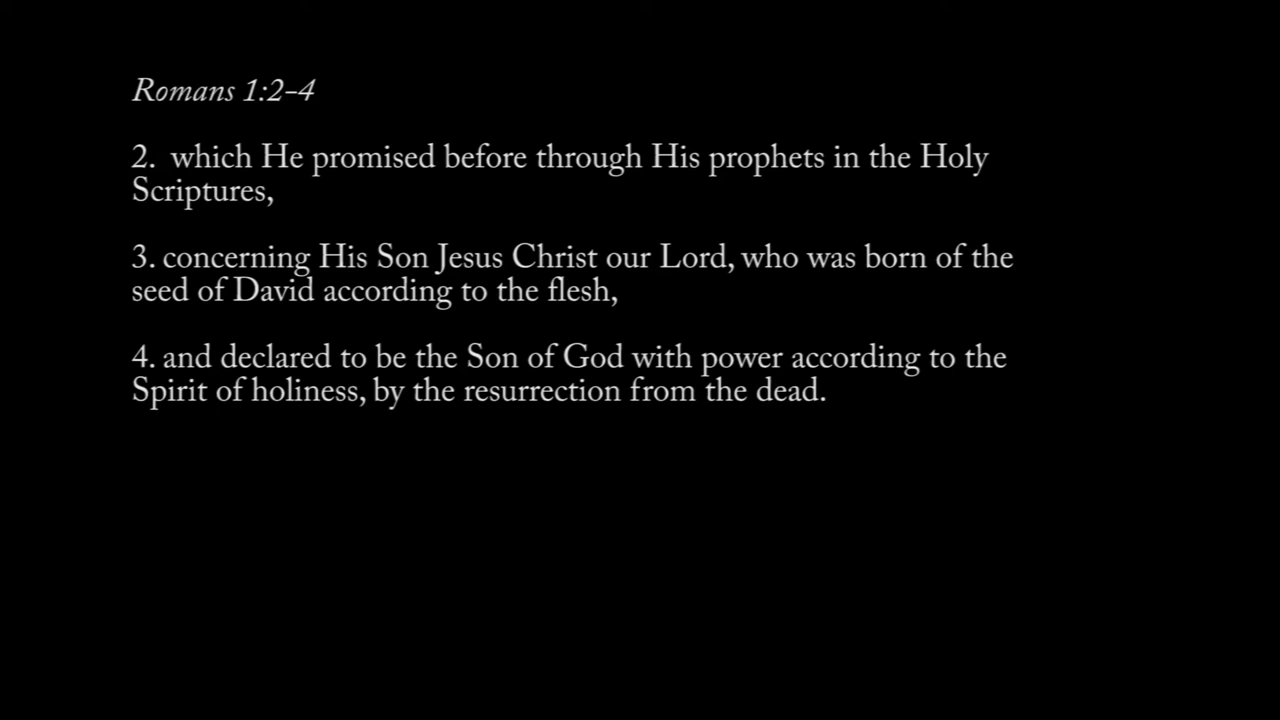 Romans 1:2-4
2. which He promised before through His prophets in the Holy
Scriptures,
3. concerning His Son Jesus Christ our Lord, who was born of the
seed of David according to the flesh,
4. and declared to be the Son of God with power according to the
Spirit of holiness, by the resurrection from the dead.